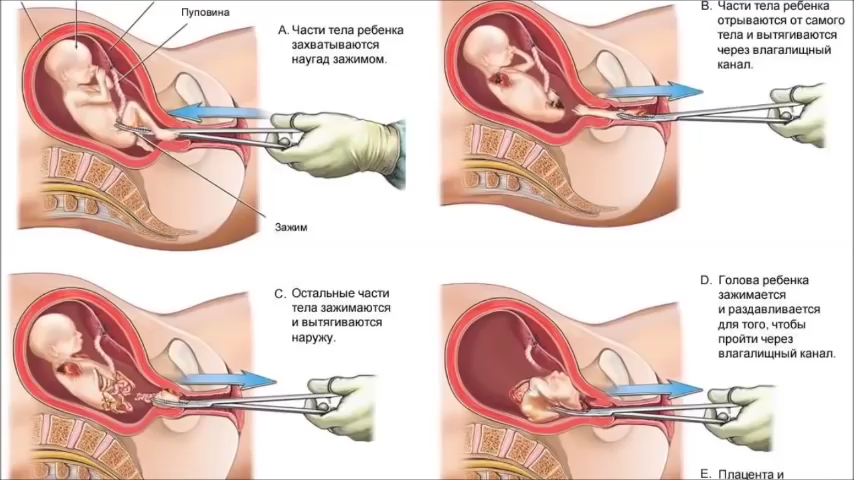 Пуповина
A. Части тела ребенка
захватываются
наугад зажимом.
Зажим
B. Части тела ребенка
отрываются от самого
тела и вытягиваются
через влагалищный
канал.
C. Остальные части
тела зажимаются
и вытягиваются
наружу.
D. Голова ребенка
зажимается
и раздавливается
для того, чтобы
пройти через
влагалищный канал.
E. Плацента и